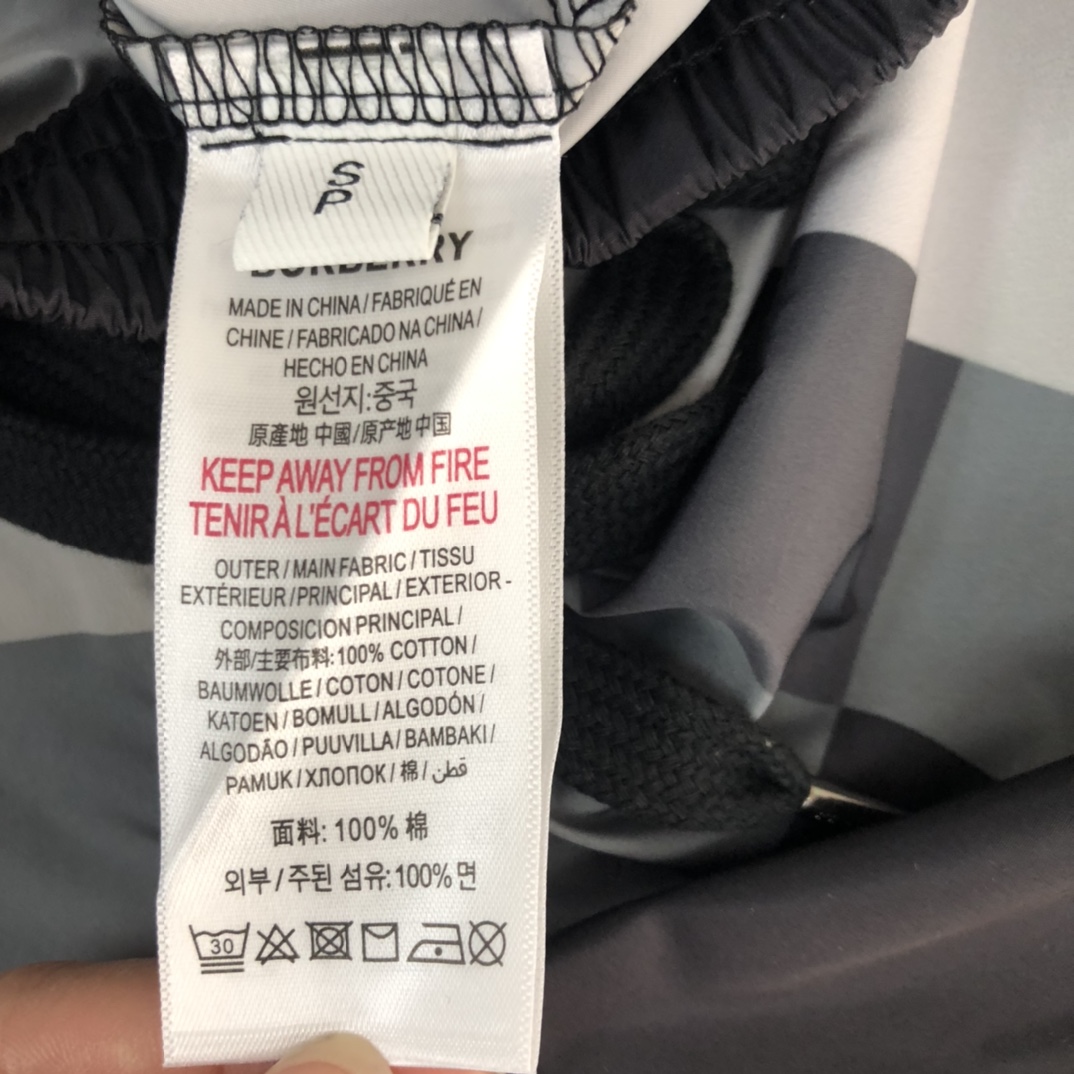 S
P
BURBERRY
MADE IN CHINA / FABRIQUÉ EN
CHINE / FABRICADO NA CHINA /
HECHO EN CHINA
원선지:중국
原產地 中國/原产地 中国
KEEP AWAY FROM FIRE
TENIR À L'ÉCART DU FEU
OUTER / MAIN FABRIC / TISSU
EXTÉRIEUR / PRINCIPAL / EXTERIOR -
COMPOSICION PRINCIPAL /
外部/主要布料:100% COTTON /
BAUMWOLLE / COTON / COTONE /
KATOEN / BOMULL / ALGODÓN /
ALGODÃO / PUUVILLA / BAMBAKI /
PAMUK / ХЛОПОК / 棉 / قطن
面料: 100% 棉
외부 / 주된 섬유: 100% 면
30